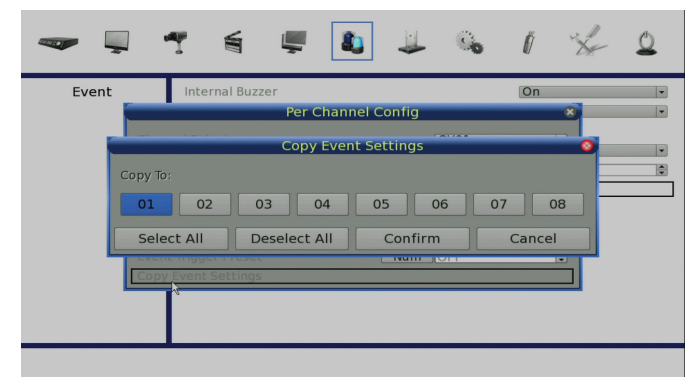 Event
Internal Buzzer On
Per Channel Config
Copy Event Settings
Copy To:
01 02 03 04 05 06 07 08
Select All Deselect All Confirm Cancel
Event Trigger Preset Num OFF
Copy Event Settings